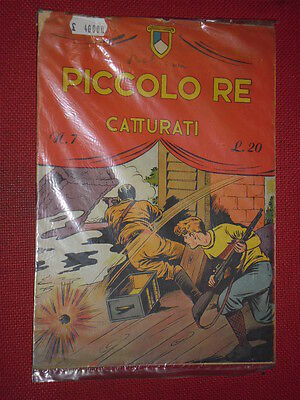 £ 40000
PICCOLO RE
CATTURATI
N. 7
L. 20